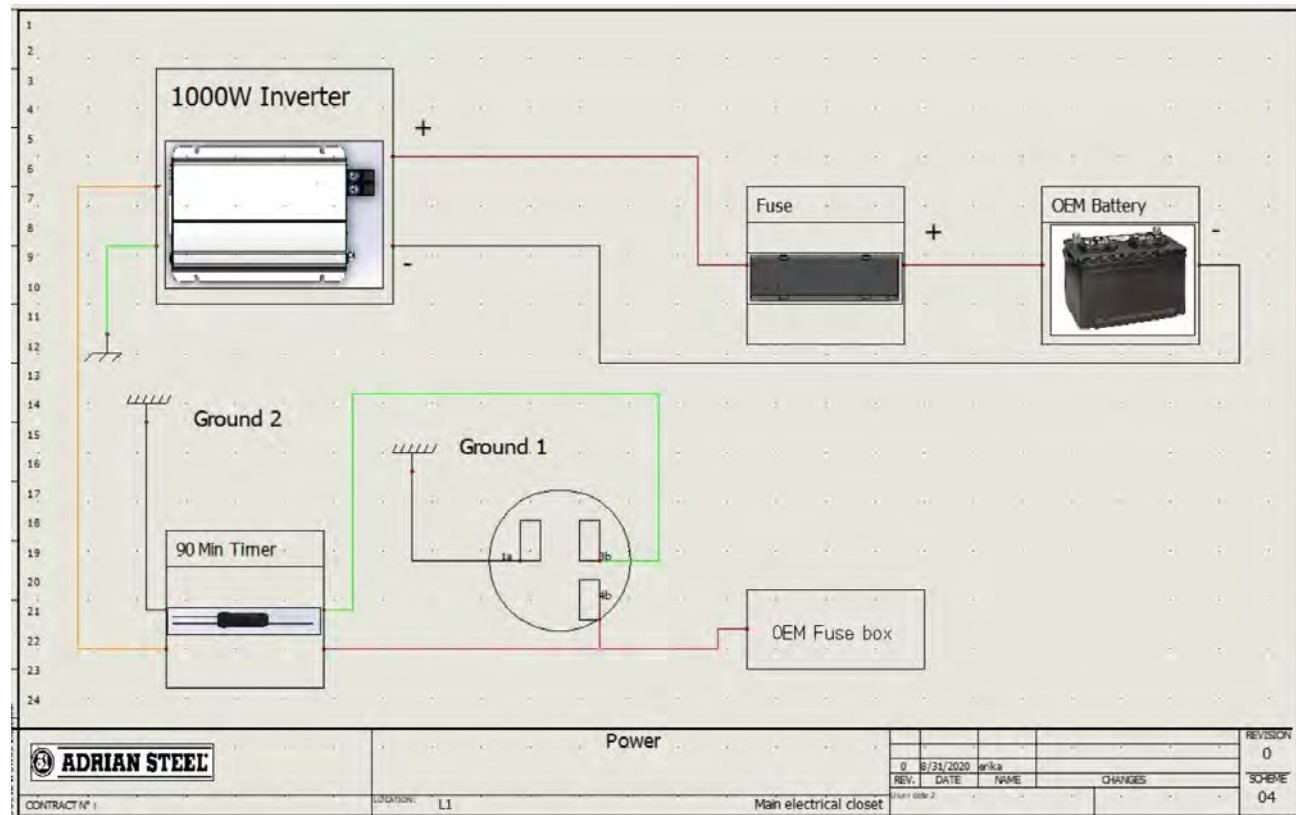 1
2
3
4
5
6
7
8
9
10
11
12
13
14
15
16
17
18
19
20
21
22
23
24
1000W Inverter
+
-
Fuse
+
OEM Battery
-
Ground 2
Ground 1
90 Min Timer
1a
3b
4b
OEM Fuse box
ADRIAN STEEL
Power
CONTRACT N° :
LOCATION:
L1
Main electrical closet
0 8/31/2020 erika
REV. DATE NAME CHANGES
REVISION
0
SCHEME
04